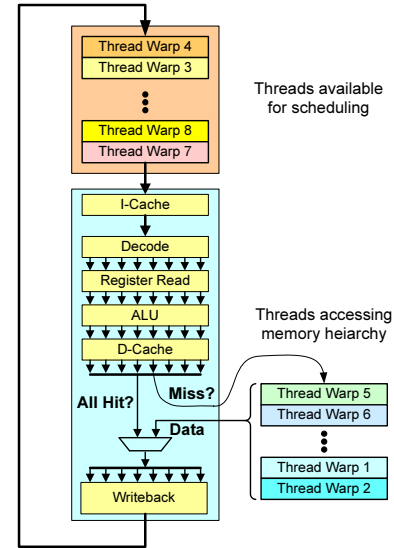 Thread Warp 4
Thread Warp 3
Thread Warp 8
Thread Warp 7
Threads available
for scheduling
I-Cache
Decode
Register Read
ALU
D-Cache
All Hit?
Miss?
Data
Writeback
Threads accessing
memory heiarchy
Thread Warp 5
Thread Warp 6
Thread Warp 1
Thread Warp 2